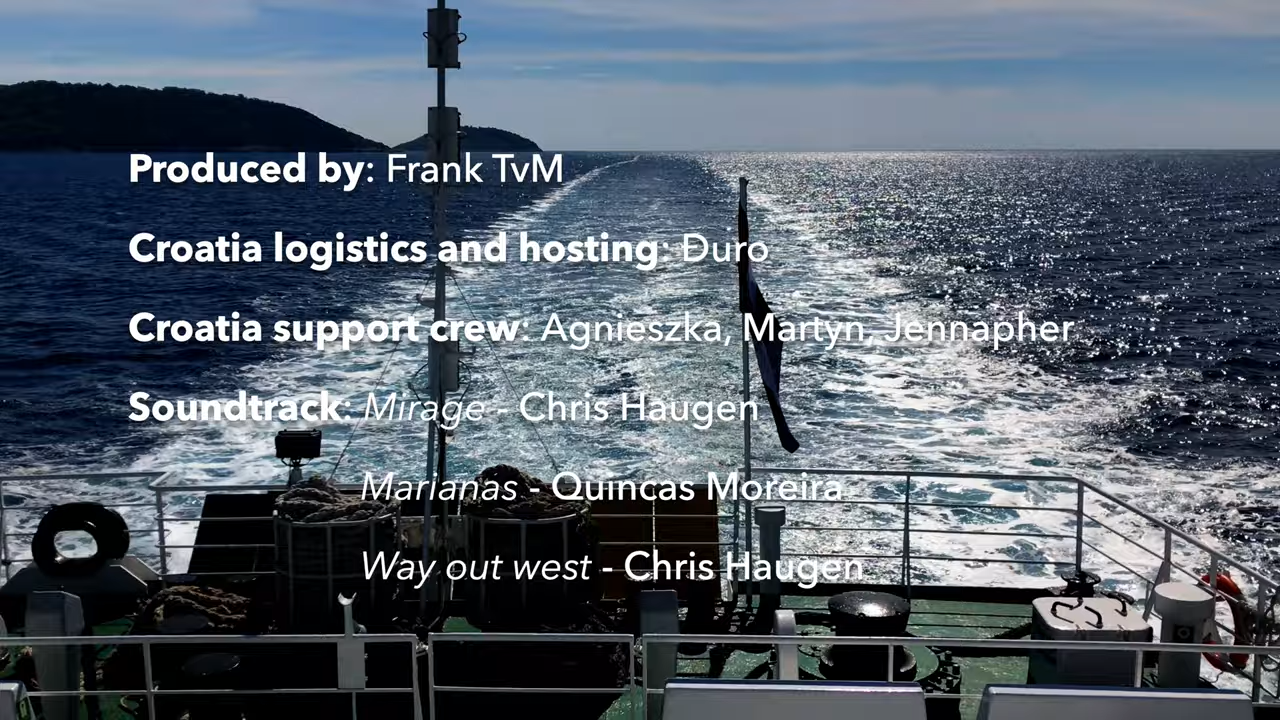 Produced by: Frank TvM
Croatia logistics and hosting: Đuro
Croatia support crew: Agnieszka, Martyn, Jennapher
Soundtrack: Mirage - Chris Haugen
Marianas - Quincas Moreira
Way out west - Chris Haugen